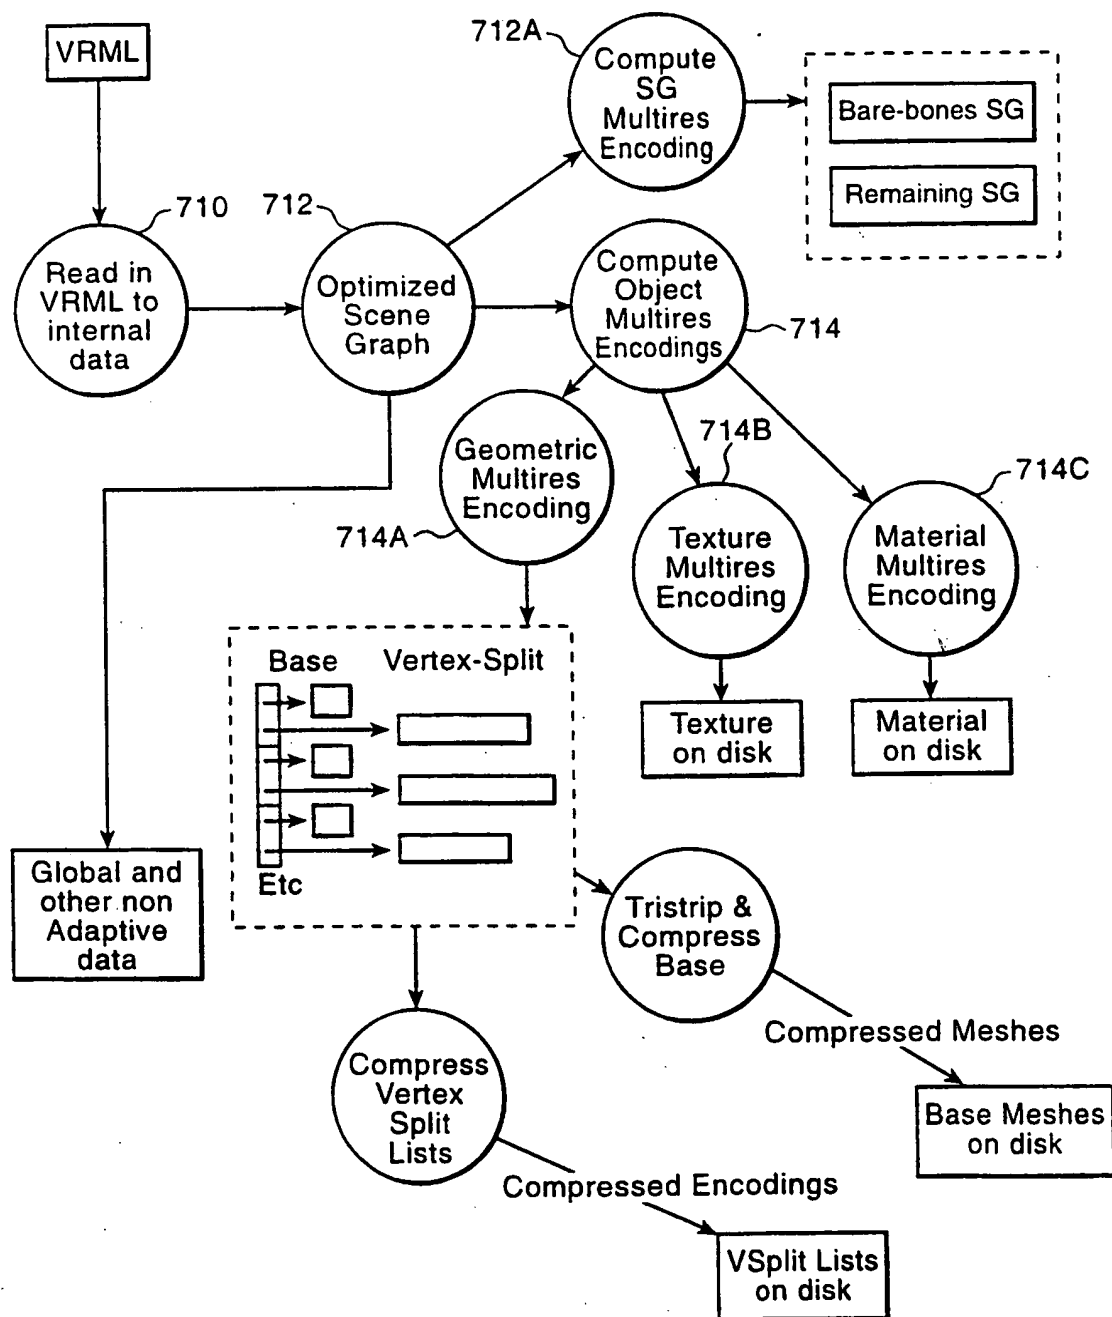 VRML
712A
Compute
SG
Multires
Encoding
Bare-bones SG
Remaining SG
710
Read in
VRML to
internal
data
712
Optimized
Scene
Graph
Compute
Object
Multires
Encodings
714
Geometric
Multires
Encoding
714A
714B
Texture
Multires
Encoding
714C
Material
Multires
Encoding
Texture
on disk
Material
on disk
Base
Vertex-Split
Etc
Global and
other non
Adaptive
data
Tristrip &
Compress
Base
Compressed Meshes
Base Meshes
on disk
Compress
Vertex
Split
Lists
Compressed Encodings
VSplit Lists
on disk